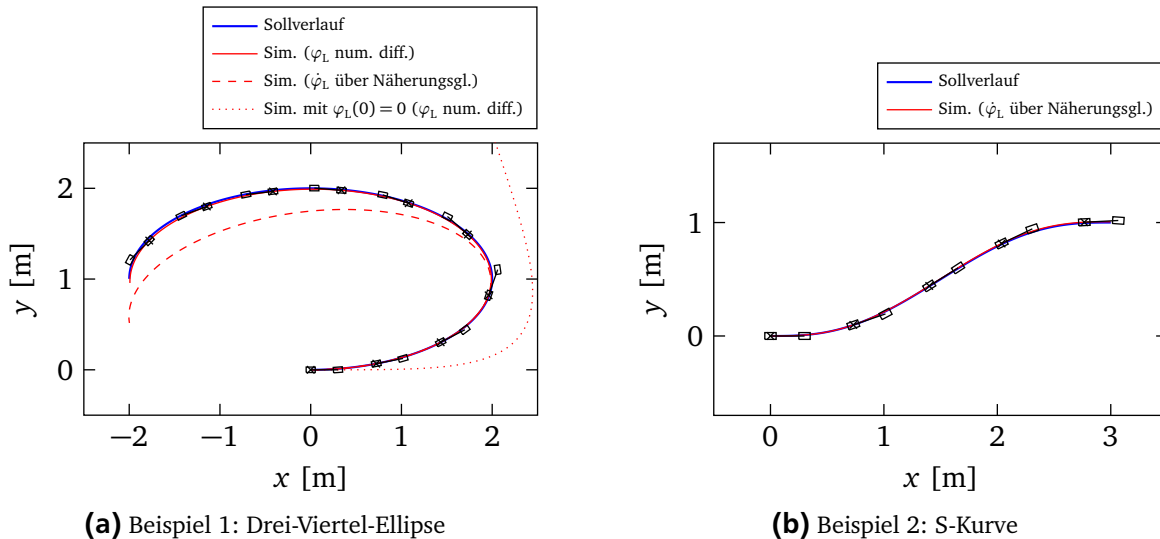 Sollverlauf
Sim. (φL num. diff.)
Sim. (φ̇L über Näherungsgl.)
Sim. mit φL(0) = 0 (φL num. diff.)
2
1
0
y [m]
−2 −1 0 1 2
x [m]
(a) Beispiel 1: Drei-Viertel-Ellipse
Sollverlauf
Sim. (φ̇L über Näherungsgl.)
1
0
y [m]
0 1 2 3
x [m]
(b) Beispiel 2: S-Kurve